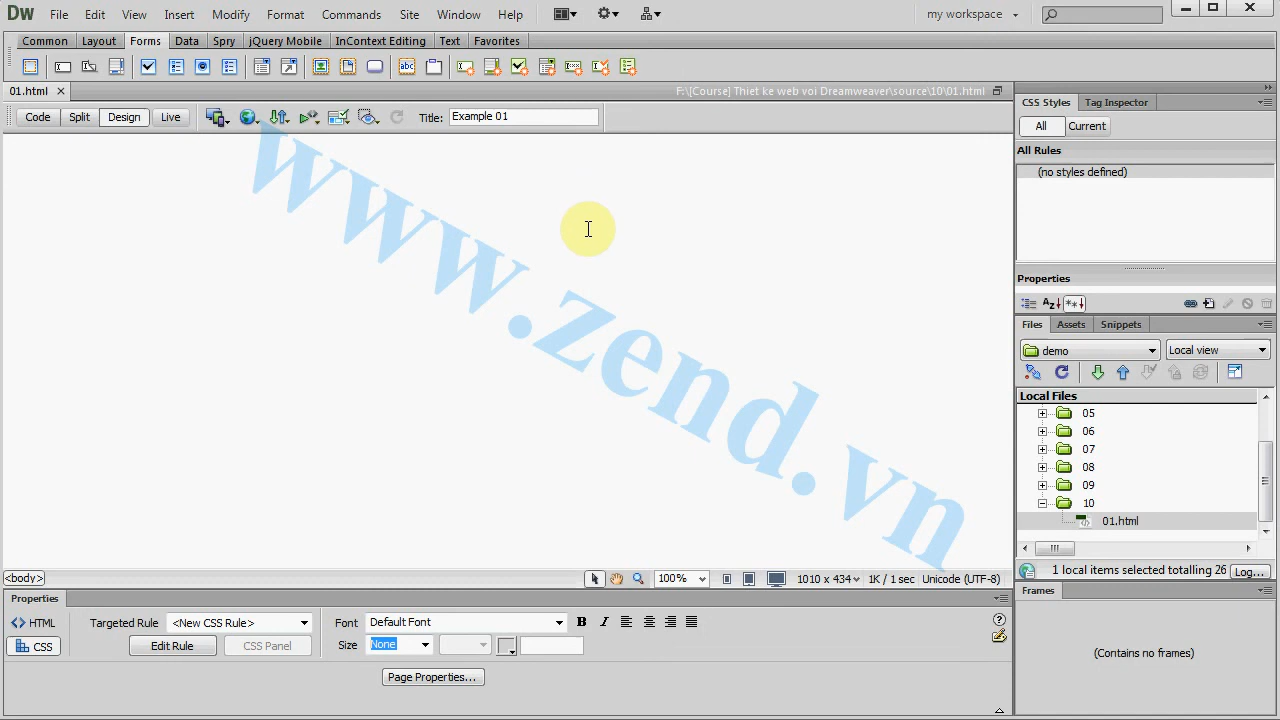 Dw File Edit View Insert Modify Format Commands Site Window Help my workspace
Common Layout Forms Data Spry jQuery Mobile InContext Editing Text Favorites
abc
01.html F:\[Course] Thiet ke web voi Dreamweaver\source\10\01.html
Code Split Design Live Title: Example 01
www.zend.vn
<body> 100% 1010 x 434 1K / 1 sec Unicode (UTF-8)
Properties
HTML Targeted Rule <New CSS Rule> Font Default Font B I
CSS Edit Rule CSS Panel Size None
Page Properties...
CSS Styles Tag Inspector
All Current
All Rules
(no styles defined)
Properties
Az
Files Assets Snippets
demo Local view
Local Files
05
06
07
08
09
10
01.html
1 local items selected totalling 26 Log...
Frames
(Contains no frames)